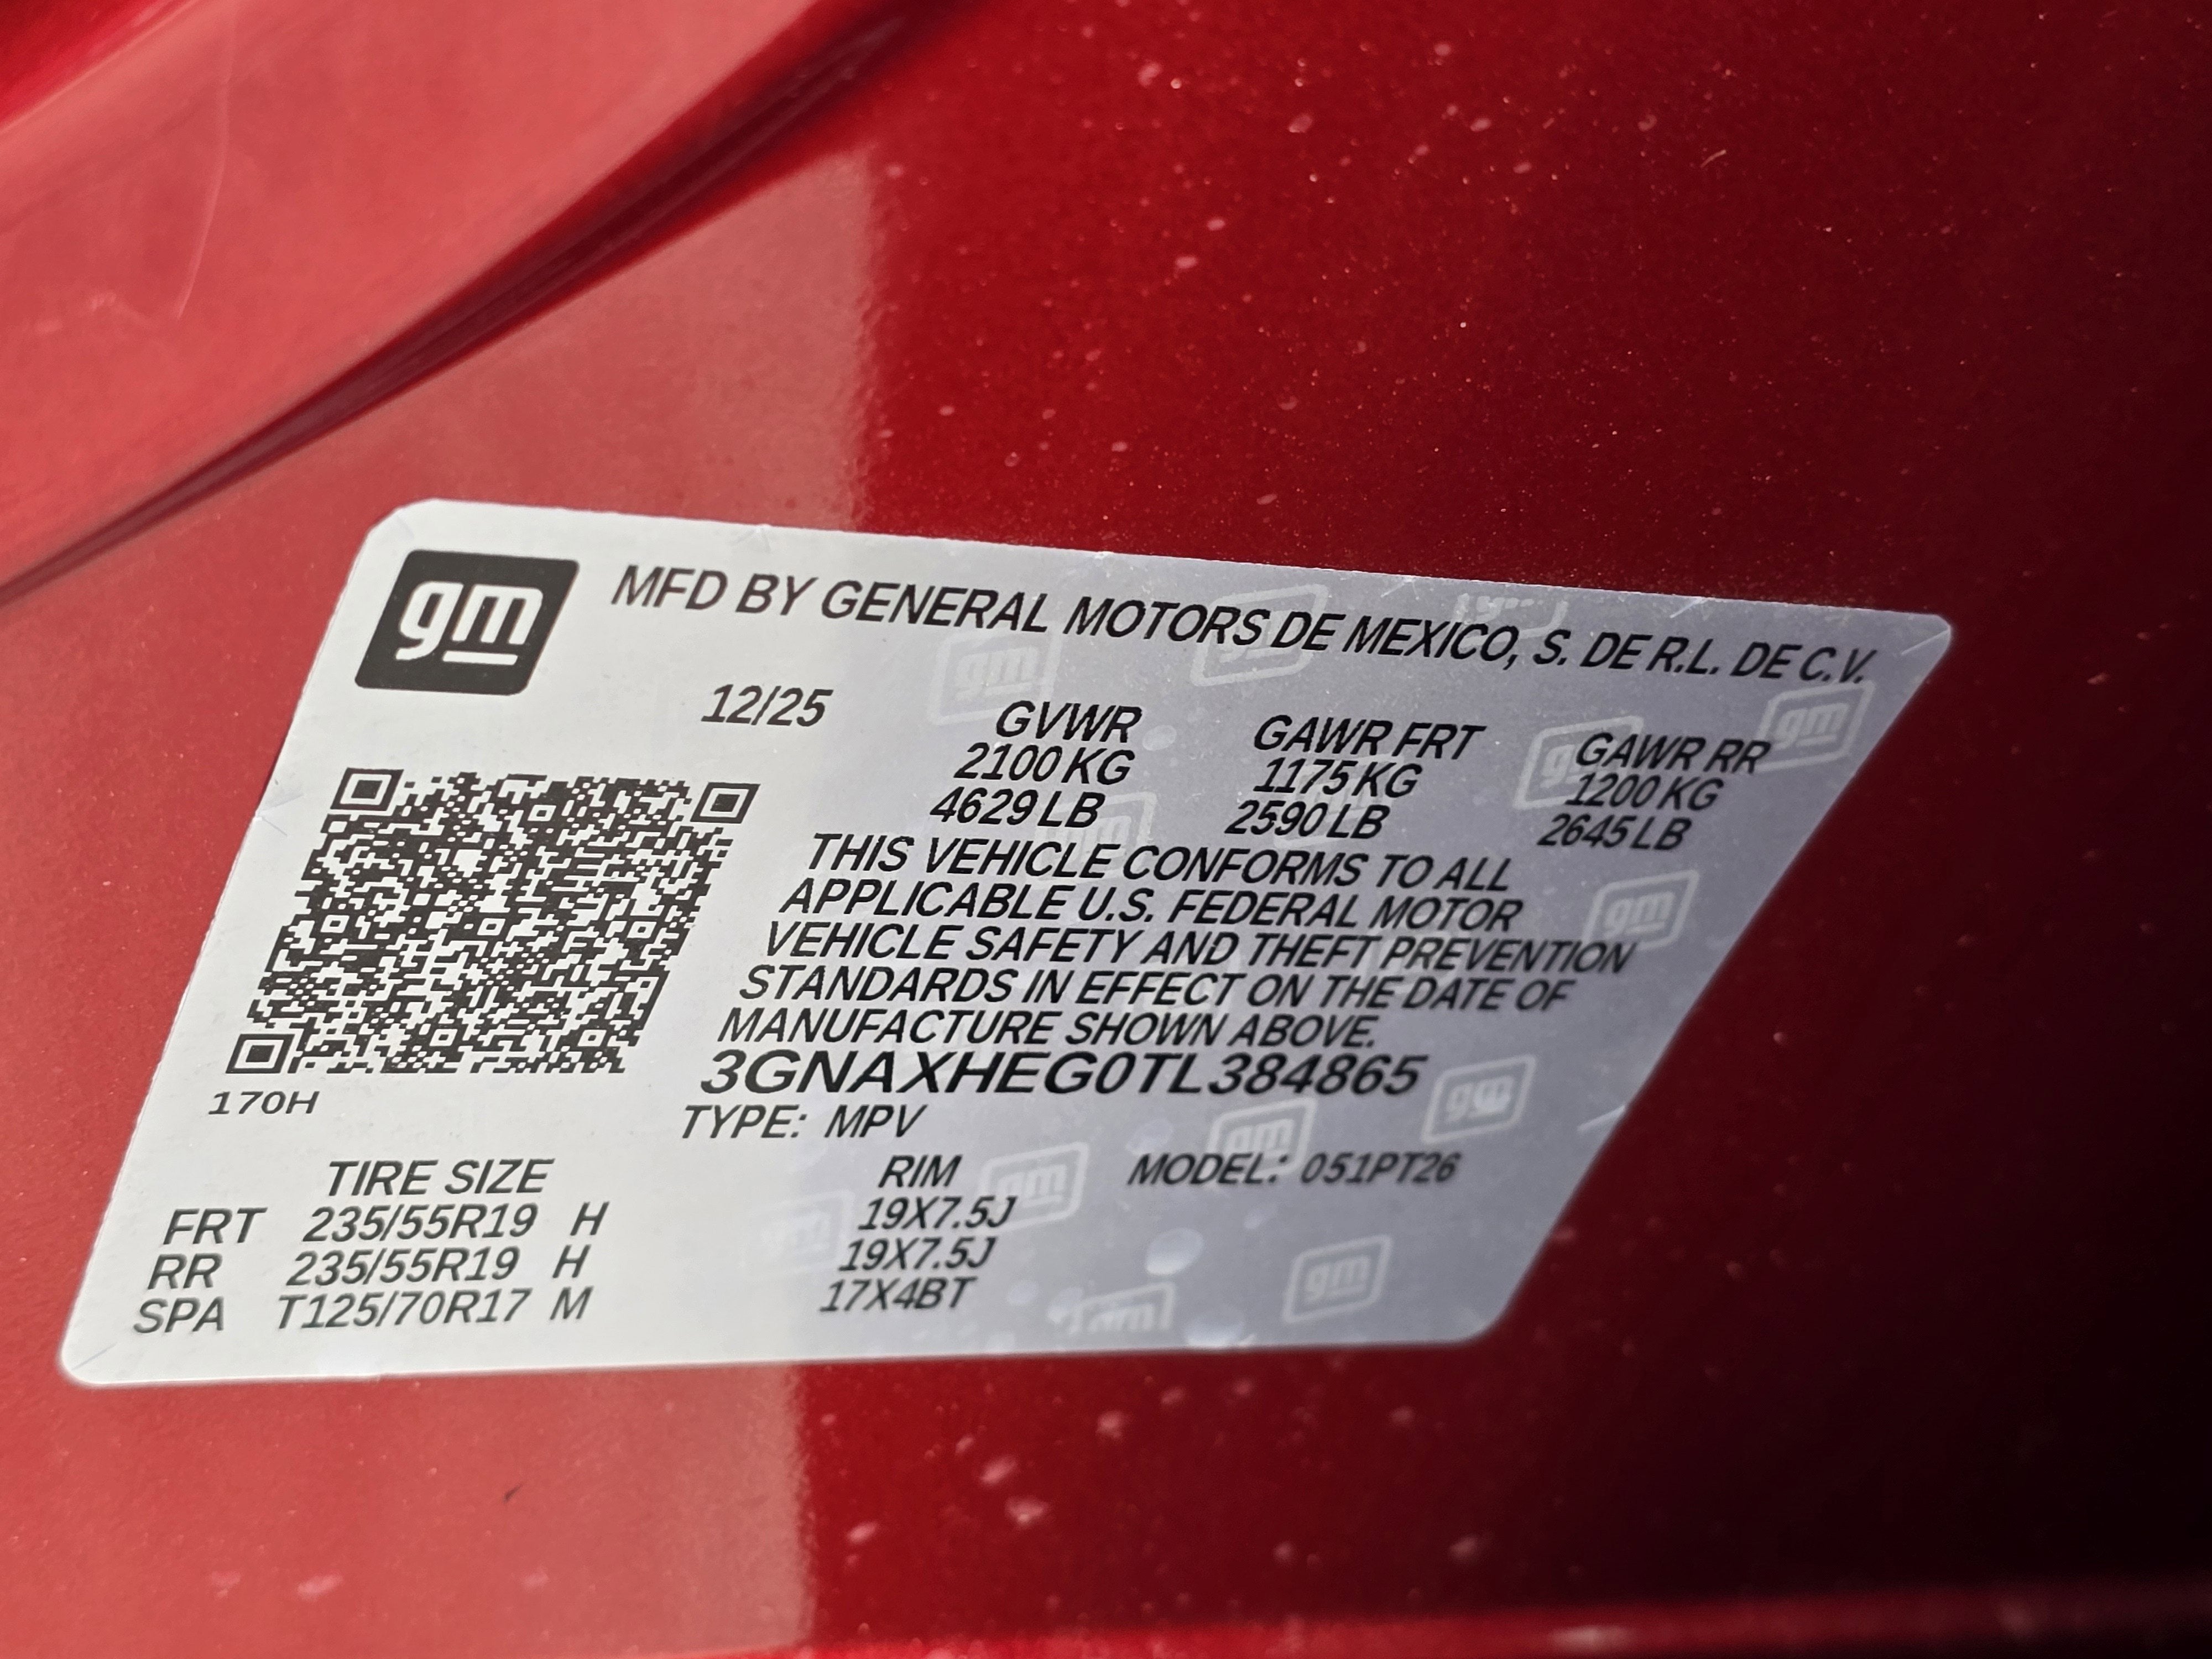 gm MFD BY GENERAL MOTORS DE MEXICO, S. DE R.L. DE C.V.
12/25
GVWR GAWR FRT GAWR RR
2100 KG 1175 KG 1200 KG
4629 LB 2590 LB 2645 LB
THIS VEHICLE CONFORMS TO ALL
APPLICABLE U.S. FEDERAL MOTOR
VEHICLE SAFETY AND THEFT PREVENTION
STANDARDS IN EFFECT ON THE DATE OF
MANUFACTURE SHOWN ABOVE.
3GNAXHEG0TL384865
170H
TYPE: MPV
TIRE SIZE RIM MODEL: 051PT26
FRT 235/55R19 H 19X7.5J
RR 235/55R19 H 19X7.5J
SPA T125/70R17 M 17X4BT